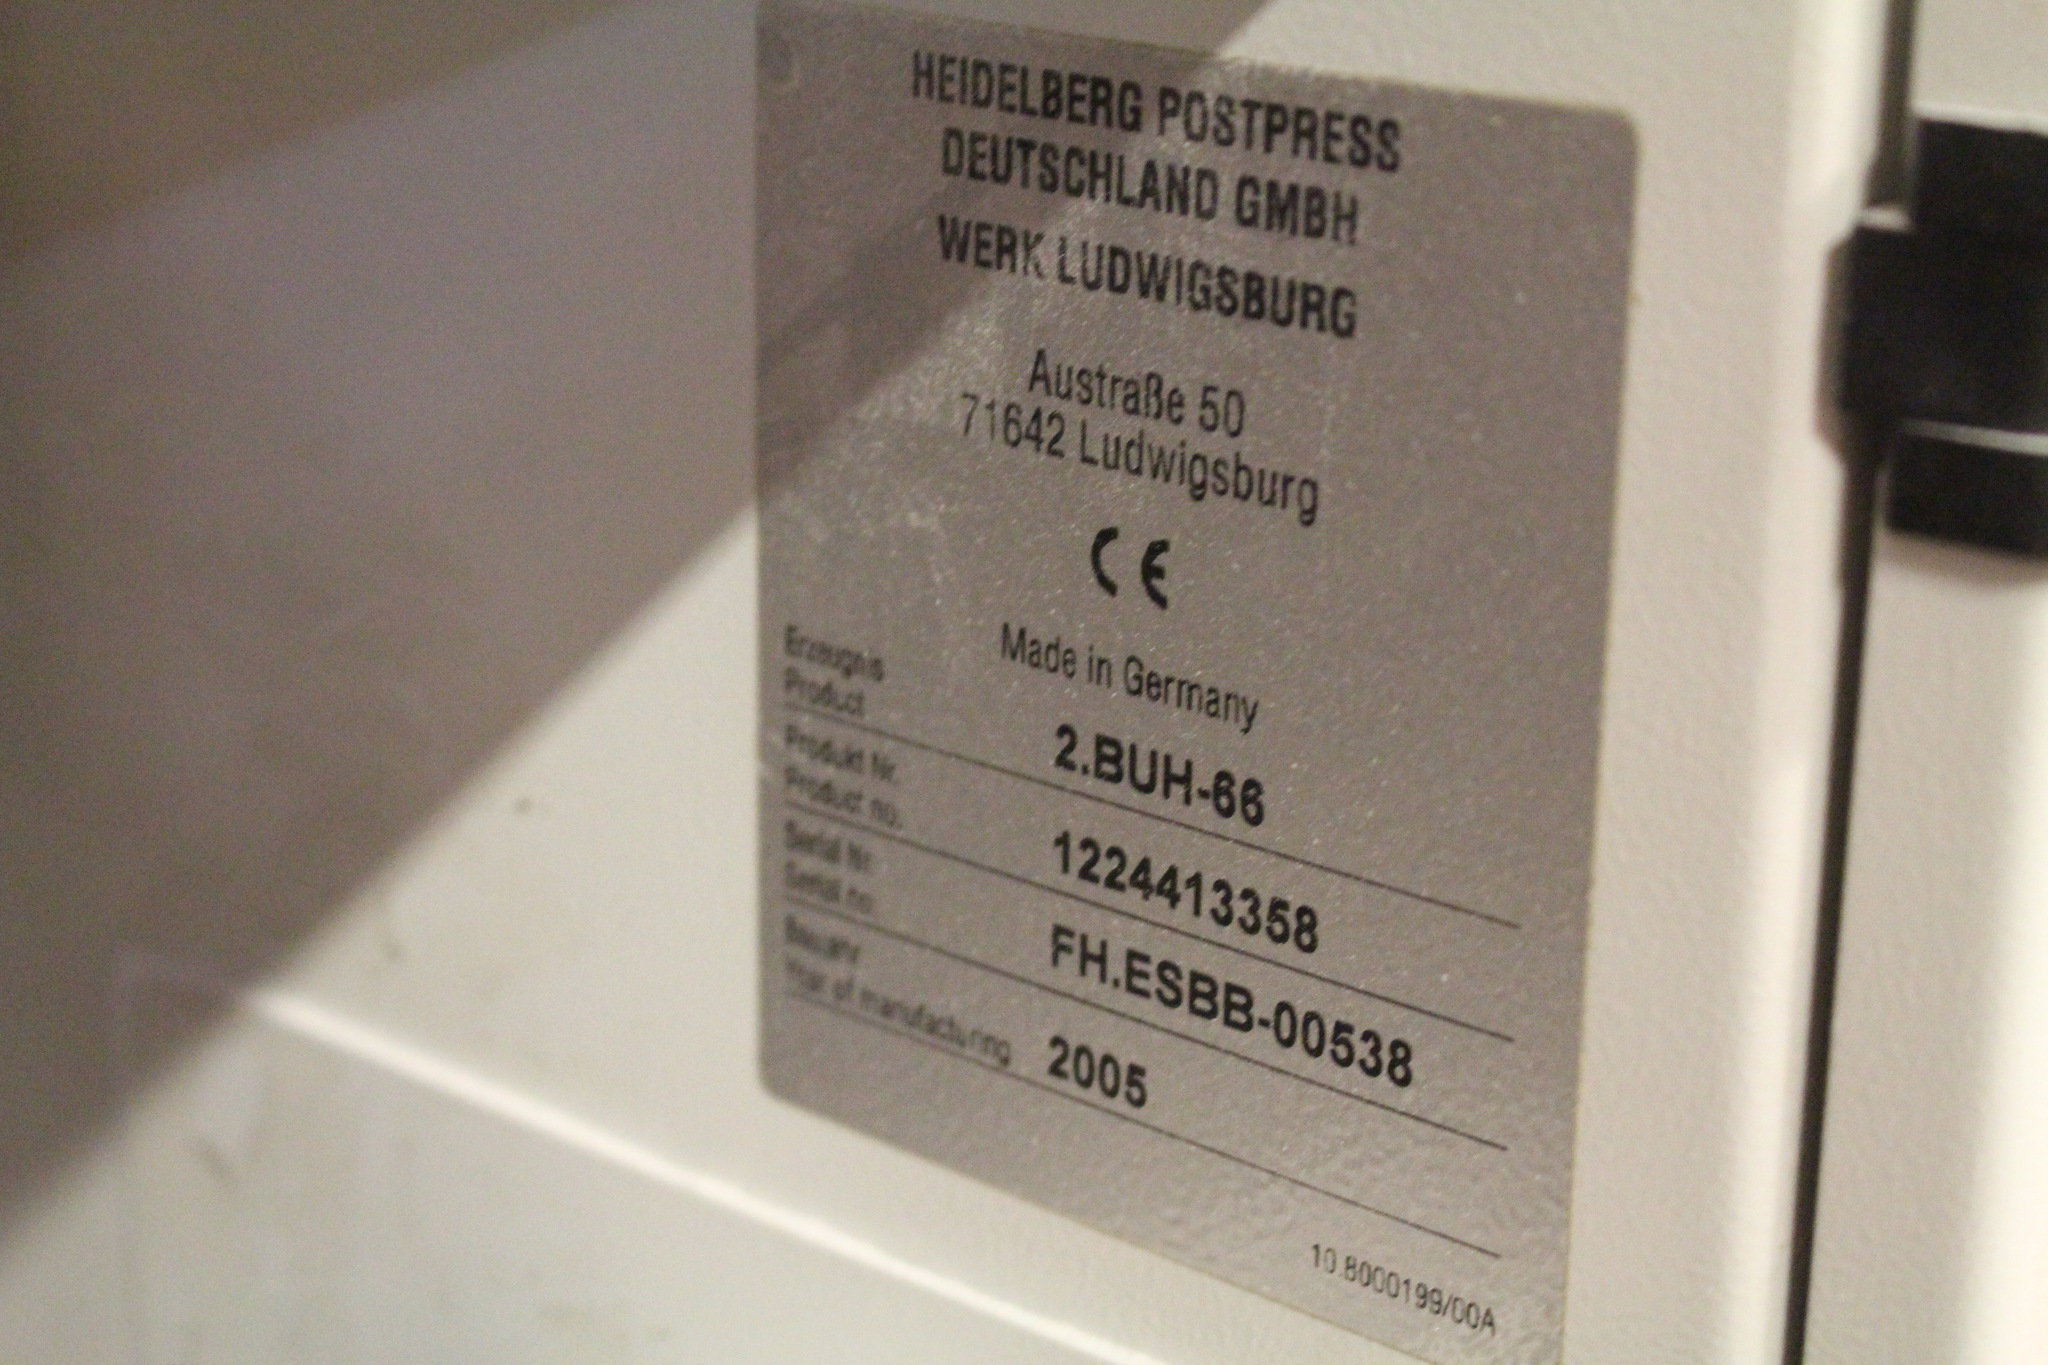 HEIDELBERG POSTPRESS
DEUTSCHLAND GMBH
WERK LUDWIGSBURG
Austraße 50
71642 Ludwigsburg
CE
Made in Germany
Erzeugnis
Product 2.BUH-66
Produkt Nr.
Product no. 1224413358
Serial Nr.
Serial no. FH.ESBB-00538
Baujahr
Year of manufacturing 2005
10.8000199/00A